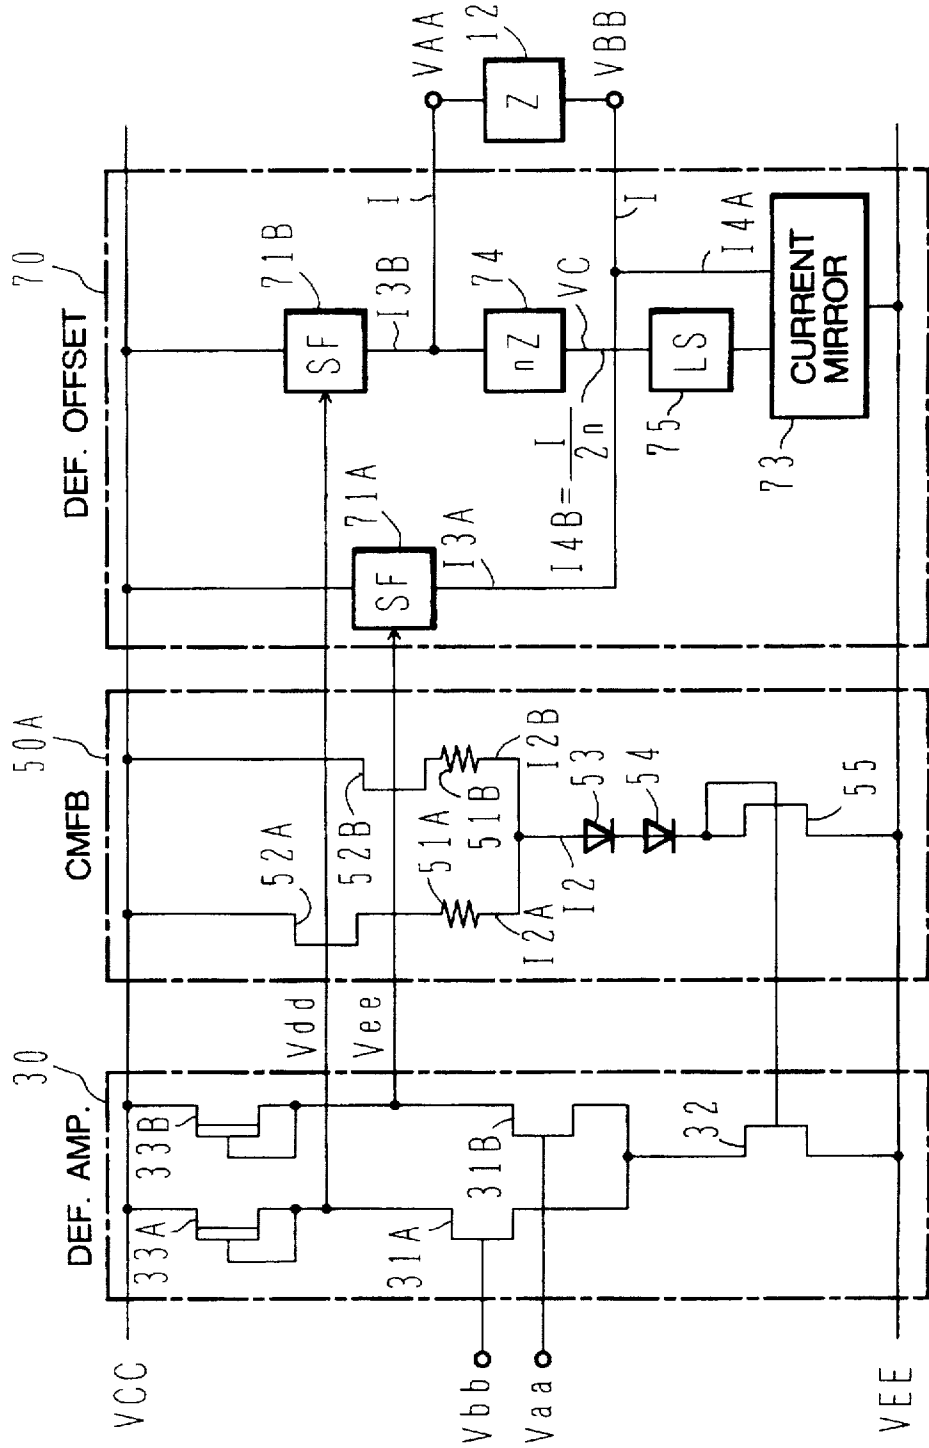 DEF. AMP.
30
CMFB
50A
DEF. OFFSET
70
VCC
33A
33B
52A
52B
SF
71B
I3B
VAA
I
Vdd
Vee
SF
71A
I3A
31A
31B
51A
51B
I2A
I2B
I2
nZ
74
VC
Z
12
VBB
I
Vbb
Vaa
53
54
I4B=I/2n
LS
75
I4A
32
55
CURRENT
MIRROR
73
VEE